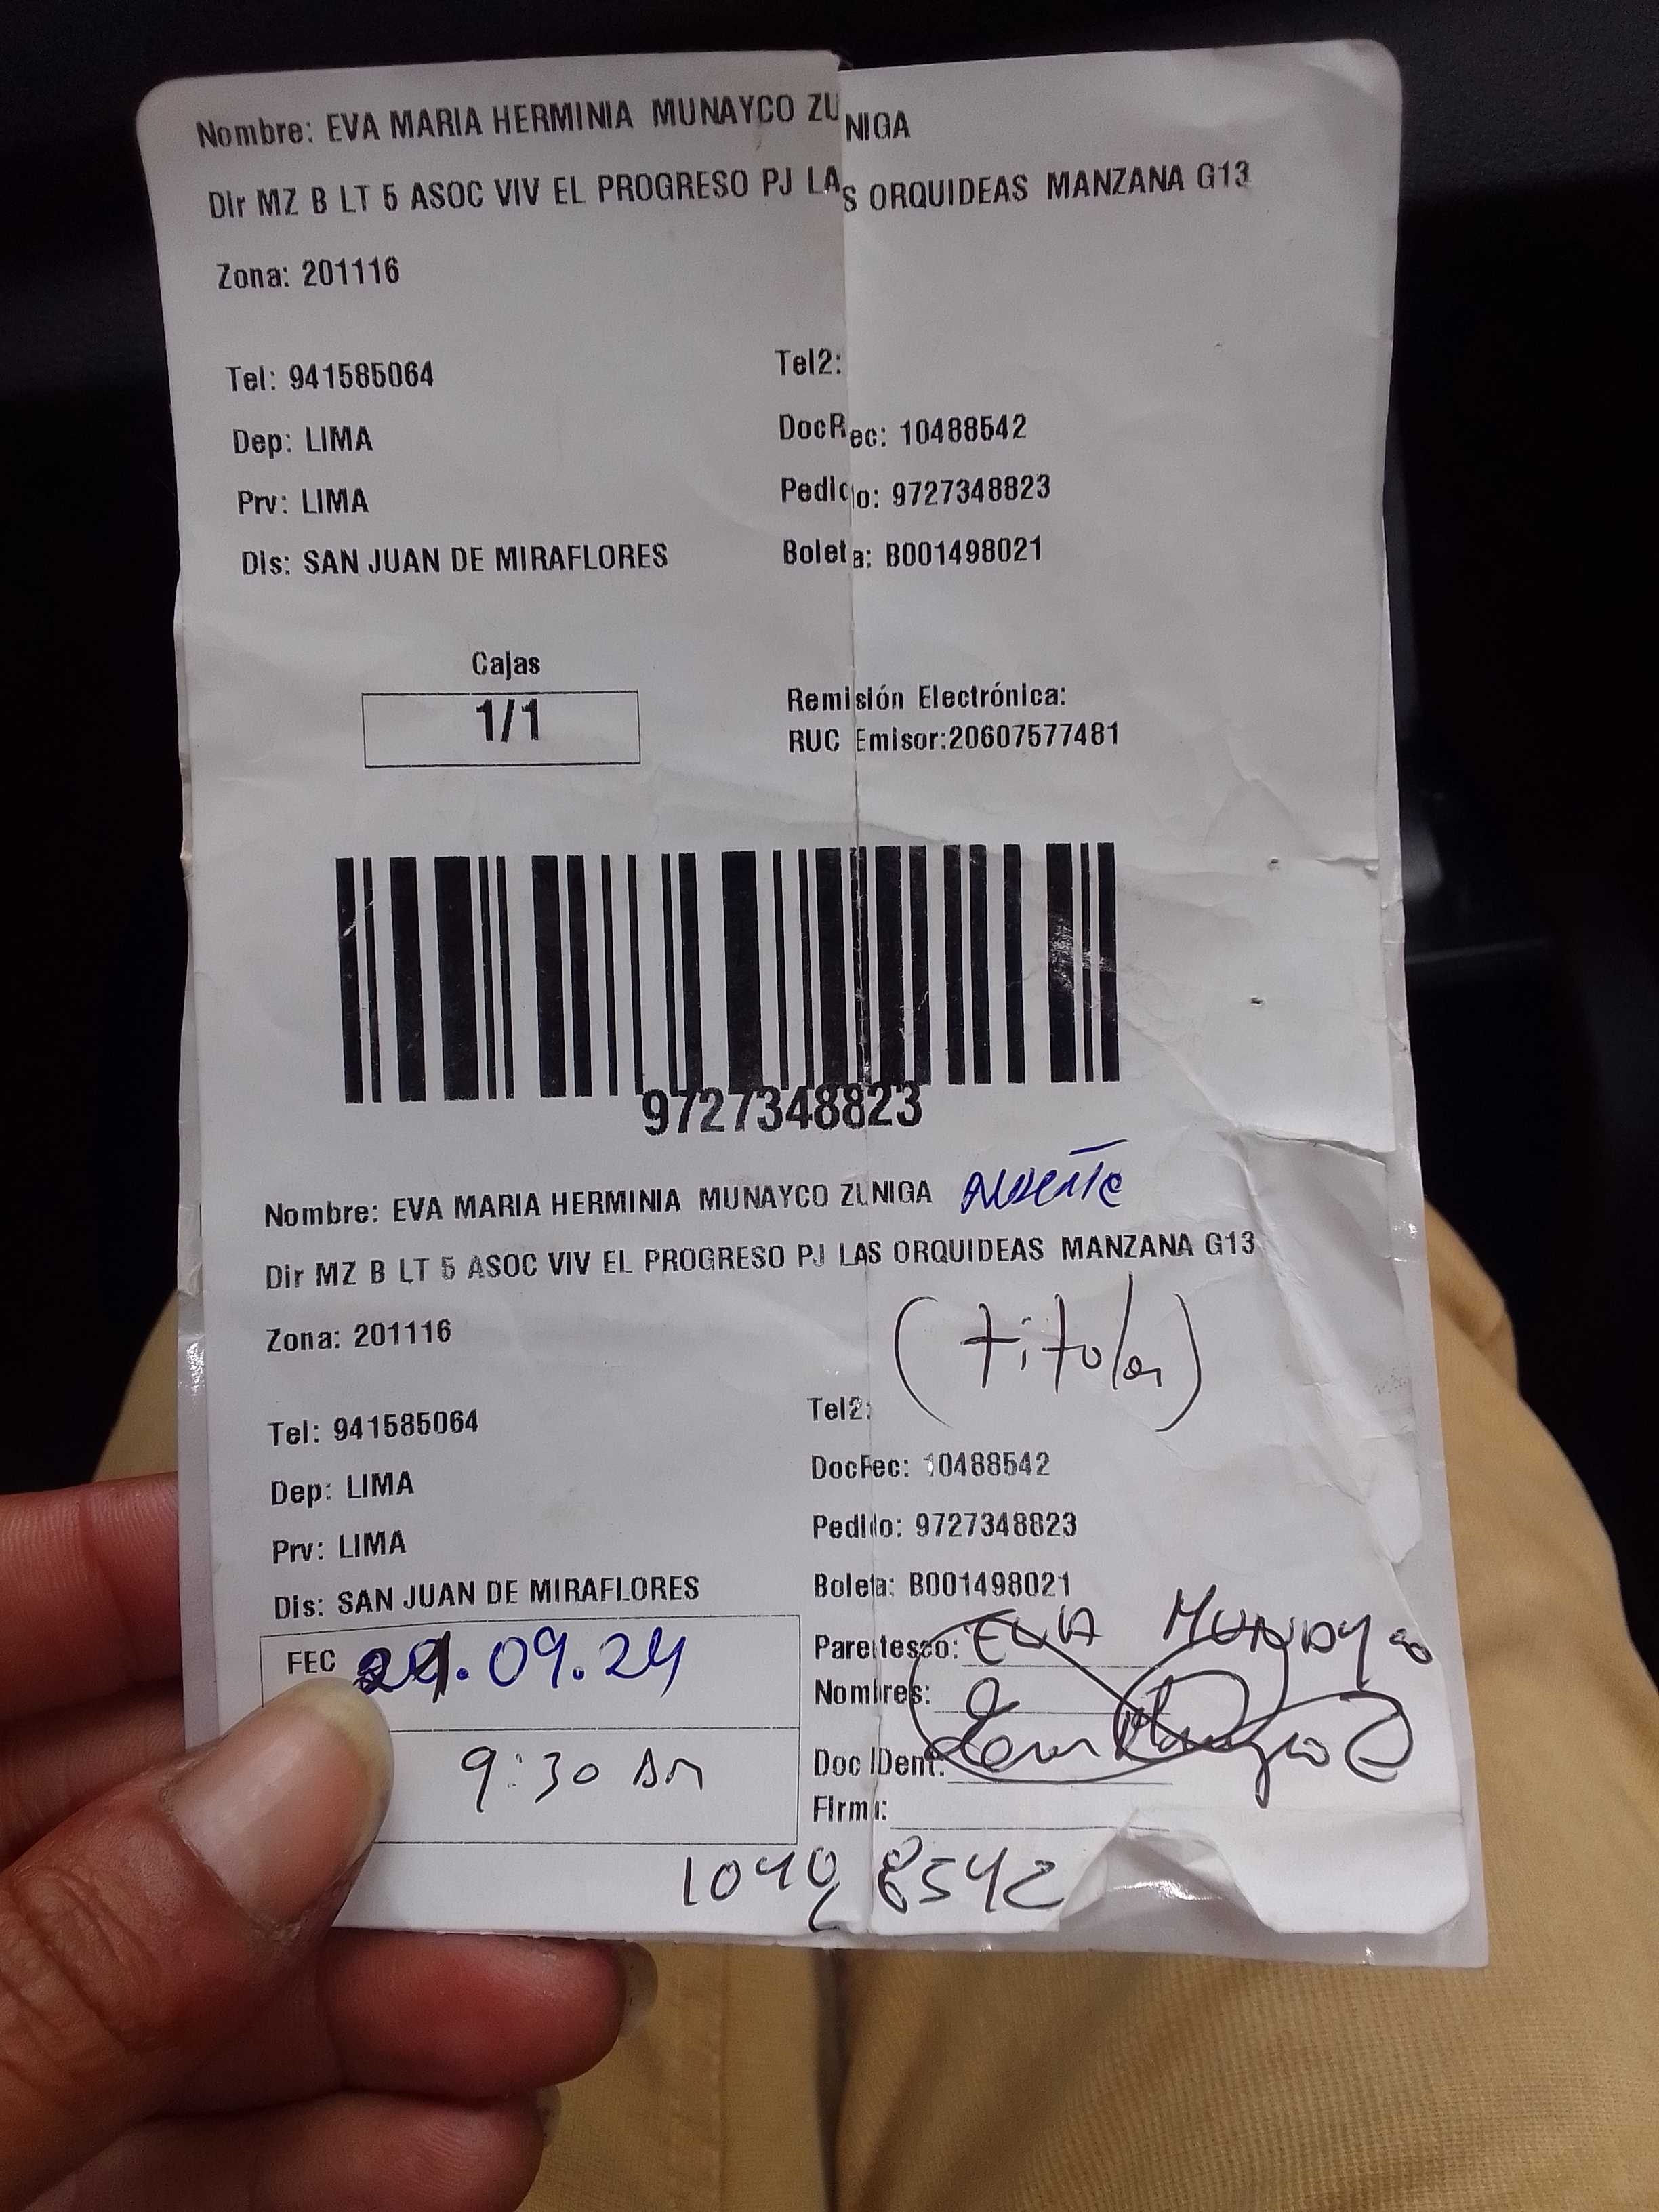 Nombre: EVA MARIA HERMINIA MUNAYCO ZUNIGA
Dir MZ B LT 5 ASOC VIV EL PROGRESO PJ LAS ORQUIDEAS MANZANA G13
Zona: 201116
Tel: 941585064
Tel2:
Dep: LIMA
DocRec: 10488542
Prv: LIMA
Pedido: 9727348823
Dis: SAN JUAN DE MIRAFLORES
Boleta: B001498021
Cajas
1/1
Remisión Electrónica:
RUC Emisor:20607577481
9727348823
Nombre: EVA MARIA HERMINIA MUNAYCO ZUNIGA Ausente
Dir MZ B LT 5 ASOC VIV EL PROGRESO PJ LAS ORQUIDEAS MANZANA G13
Zona: 201116
(titular)
Tel: 941585064
Tel2:
Dep: LIMA
DocRec: 10488542
Prv: LIMA
Pedido: 9727348823
Dis: SAN JUAN DE MIRAFLORES
Boleta: B001498021
FEC .09.24
Parentesco: EVA MUNAYCO
Nombres:
9:30 Am
Doc IDent:
Firma:
10488542